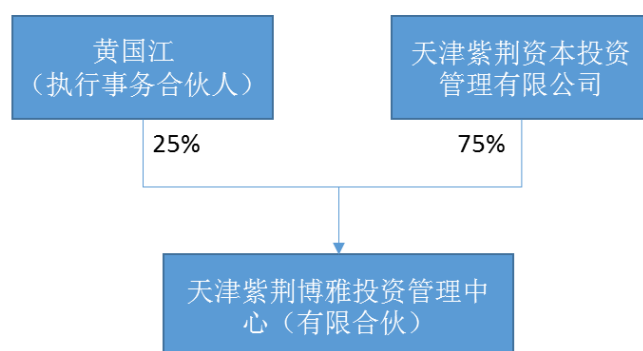 黄国江
（执行事务合伙人）
天津紫荆资本投资
管理有限公司
25%
75%
天津紫荆博雅投资管理中
心（有限合伙）